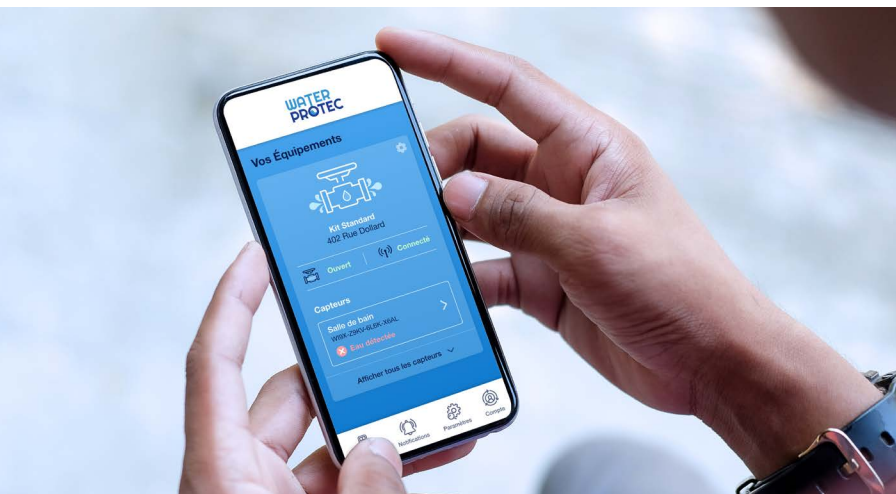 WATER
PROTEC
Vos Équipements
Kit Standard
402 Rue Dollard
Ouvert
Connecté
Capteurs
Salle de bain
Eau détectée
Afficher tous les capteurs
Notifications
Paramètres
Compte